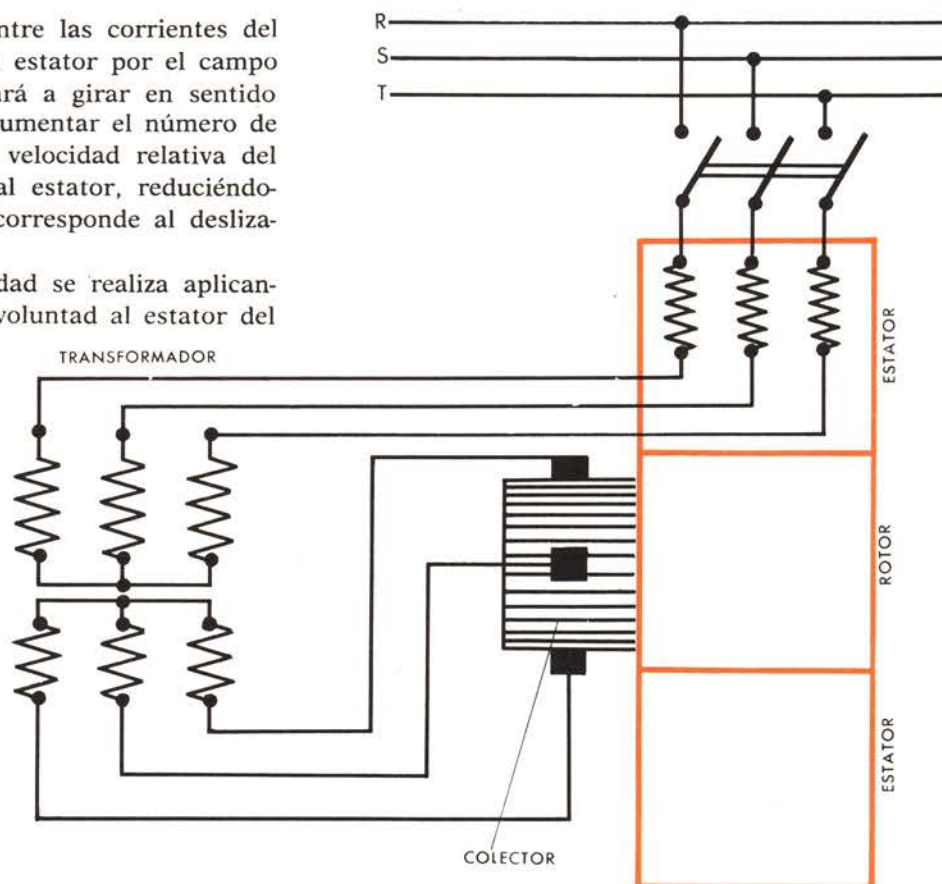 ntre las corrientes del
estator por el campo
ará a girar en sentido
umentar el número de
velocidad relativa del
al estator, reduciéndo-
corresponde al desliza-
dad se realiza aplican-
voluntad al estator del
R
S
T
TRANSFORMADOR
ESTATOR
ROTOR
ESTATOR
COLECTOR